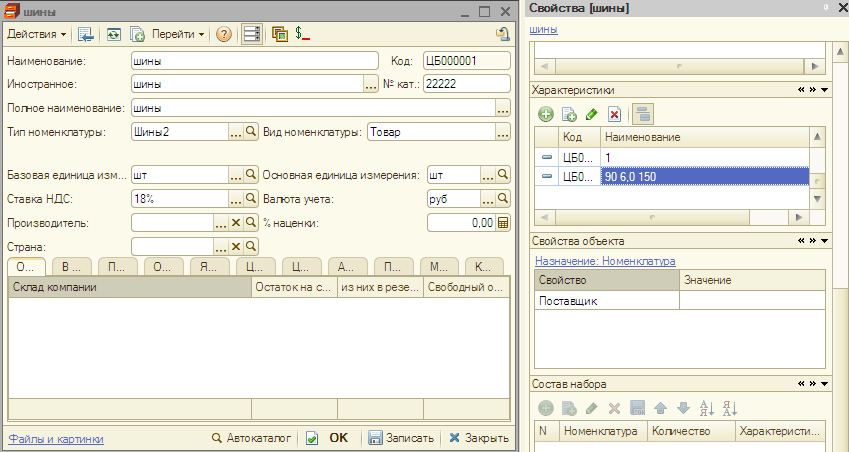 шины
Действия
Перейти
Наименование: шины Код: ЦБ000001
Иностранное: шины ... № кат.: 22222
Полное наименование: шины ...
Тип номенклатуры: Шины2 ... Вид номенклатуры: Товар ...
Базовая единица изм... шт ... Основная единица измерения: шт ...
Ставка НДС: 18% ... Валюта учета: руб ...
Производитель: ... % наценки: 0,00
Страна: ...
О... В ... П... О... Я... Ц... Ц... А... П... М... К...
Склад компании Остаток на с... из них в резе... Свободный о...
Файлы и картинки Автокаталог OK Записать Закрыть
Свойства [шины]
шины
Характеристики
Код Наименование
ЦБ0... 1
ЦБ0... 90 6,0 150
Свойства объекта
Назначение: Номенклатура
Свойство Значение
Поставщик
Состав набора
N Номенклатура Количество Характеристи...